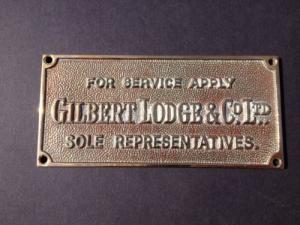 FOR SERVICE APPLY
GILBERT LODGE & CO. LTD.
SOLE REPRESENTATIVES.